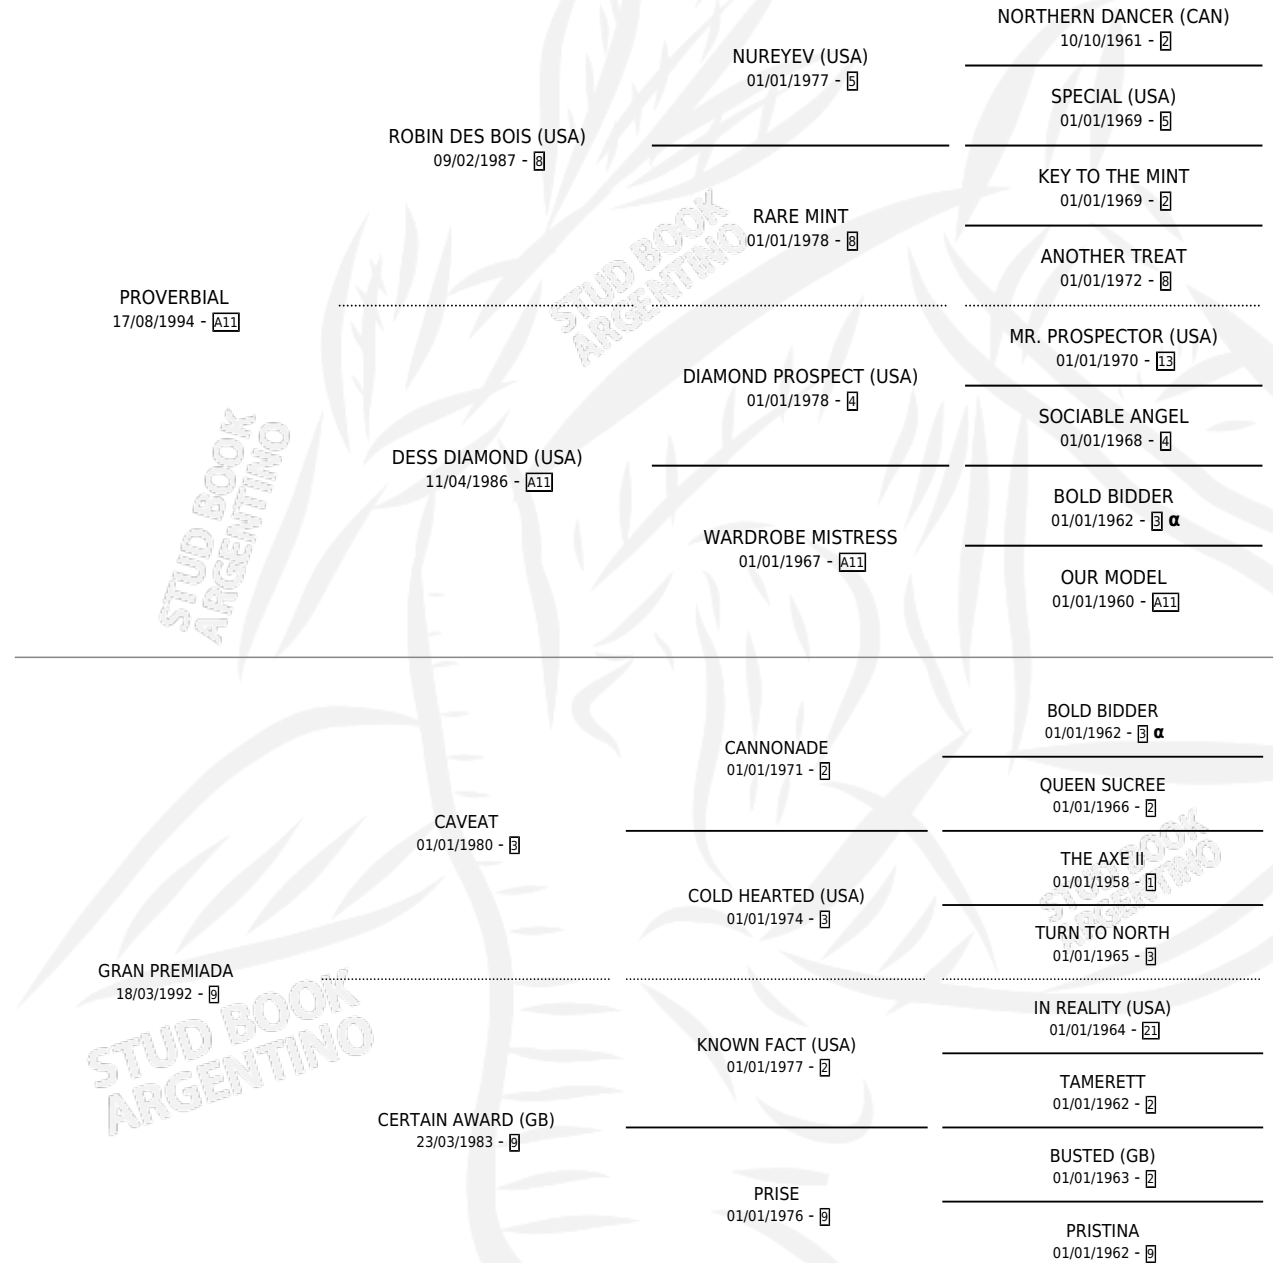 NORTHERN DANCER (CAN)
10/10/1961 - 2
NUREYEV (USA)
01/01/1977 - 5
SPECIAL (USA)
01/01/1969 - 5
ROBIN DES BOIS (USA)
09/02/1987 - 8
KEY TO THE MINT
01/01/1969 - 2
RARE MINT
01/01/1978 - 8
ANOTHER TREAT
01/01/1972 - 8
PROVERBIAL
17/08/1994 - A11
MR. PROSPECTOR (USA)
01/01/1970 - 13
DIAMOND PROSPECT (USA)
01/01/1978 - 4
SOCIABLE ANGEL
01/01/1968 - 4
DESS DIAMOND (USA)
11/04/1986 - A11
BOLD BIDDER
01/01/1962 - 3 α
WARDROBE MISTRESS
01/01/1967 - A11
OUR MODEL
01/01/1960 - A11
BOLD BIDDER
01/01/1962 - 3 α
CANNONADE
01/01/1971 - 2
QUEEN SUCREE
01/01/1966 - 2
CAVEAT
01/01/1980 - 3
THE AXE II
01/01/1958 - 1
COLD HEARTED (USA)
01/01/1974 - 3
TURN TO NORTH
01/01/1965 - 3
GRAN PREMIADA
18/03/1992 - 9
IN REALITY (USA)
01/01/1964 - 21
KNOWN FACT (USA)
01/01/1977 - 2
TAMERETT
01/01/1962 - 2
CERTAIN AWARD (GB)
23/03/1983 - 9
BUSTED (GB)
01/01/1963 - 2
PRISE
01/01/1976 - 9
PRISTINA
01/01/1962 - 9
STUD BOOK
ARGENTINO
STUD BOOK
ARGENTINO
STUD BOOK
ARGENTINO
STUD BOOK
ARGENTINO